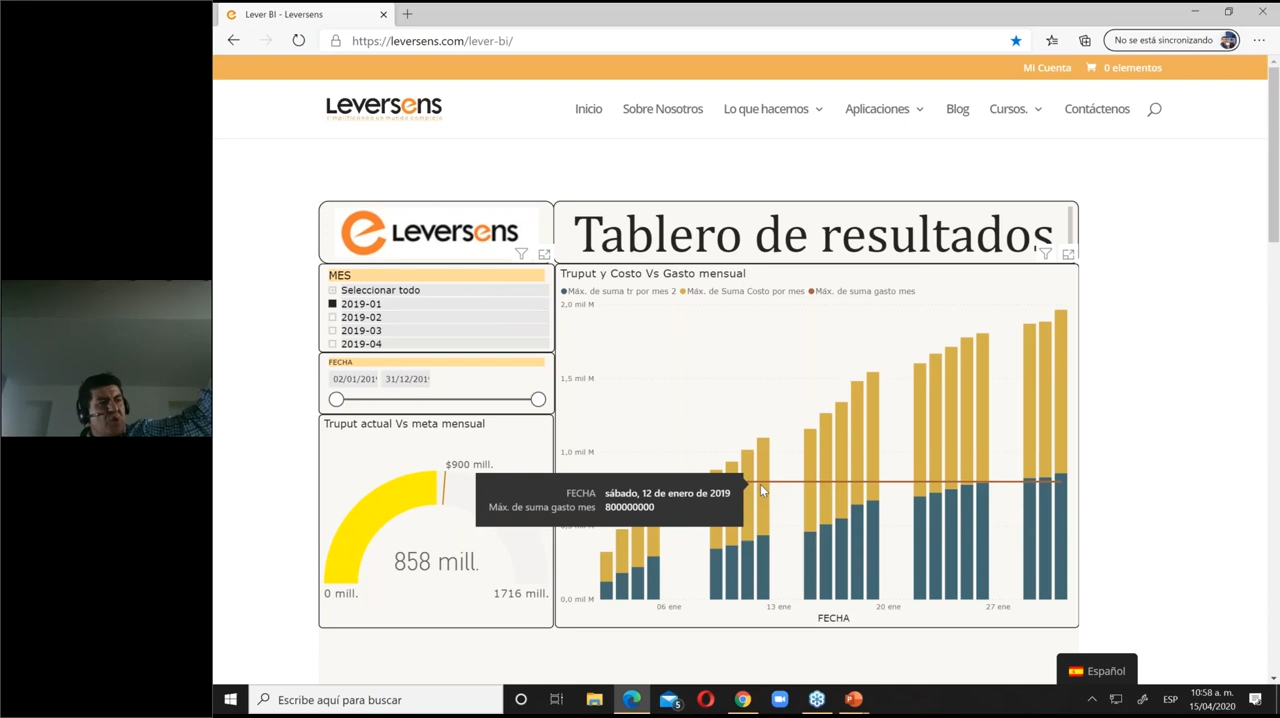 Lever BI - Leversens
https://leversens.com/lever-bi/
No se está sincronizando
Mi Cuenta
0 elementos
Leversens
Inicio
Sobre Nosotros
Lo que hacemos
Aplicaciones
Blog
Cursos.
Contáctenos
Leversens
Tablero de resultados
MES
Seleccionar todo
2019-01
2019-02
2019-03
2019-04
FECHA
02/01/201
31/12/201
Truput actual Vs meta mensual
$900 mill.
858 mill.
0 mill.
1716 mill.
Truput y Costo Vs Gasto mensual
Máx. de suma tr por mes 2
Máx. de Suma Costo por mes
Máx. de suma gasto mes
2,0 mil M
1,5 mil M
1,0 mil M
0,0 mil M
FECHA sábado, 12 de enero de 2019
Máx. de suma gasto mes 800000000
06 ene
13 ene
20 ene
27 ene
FECHA
Español
Escribe aquí para buscar
5
ESP
10:58 a. m.
15/04/2020